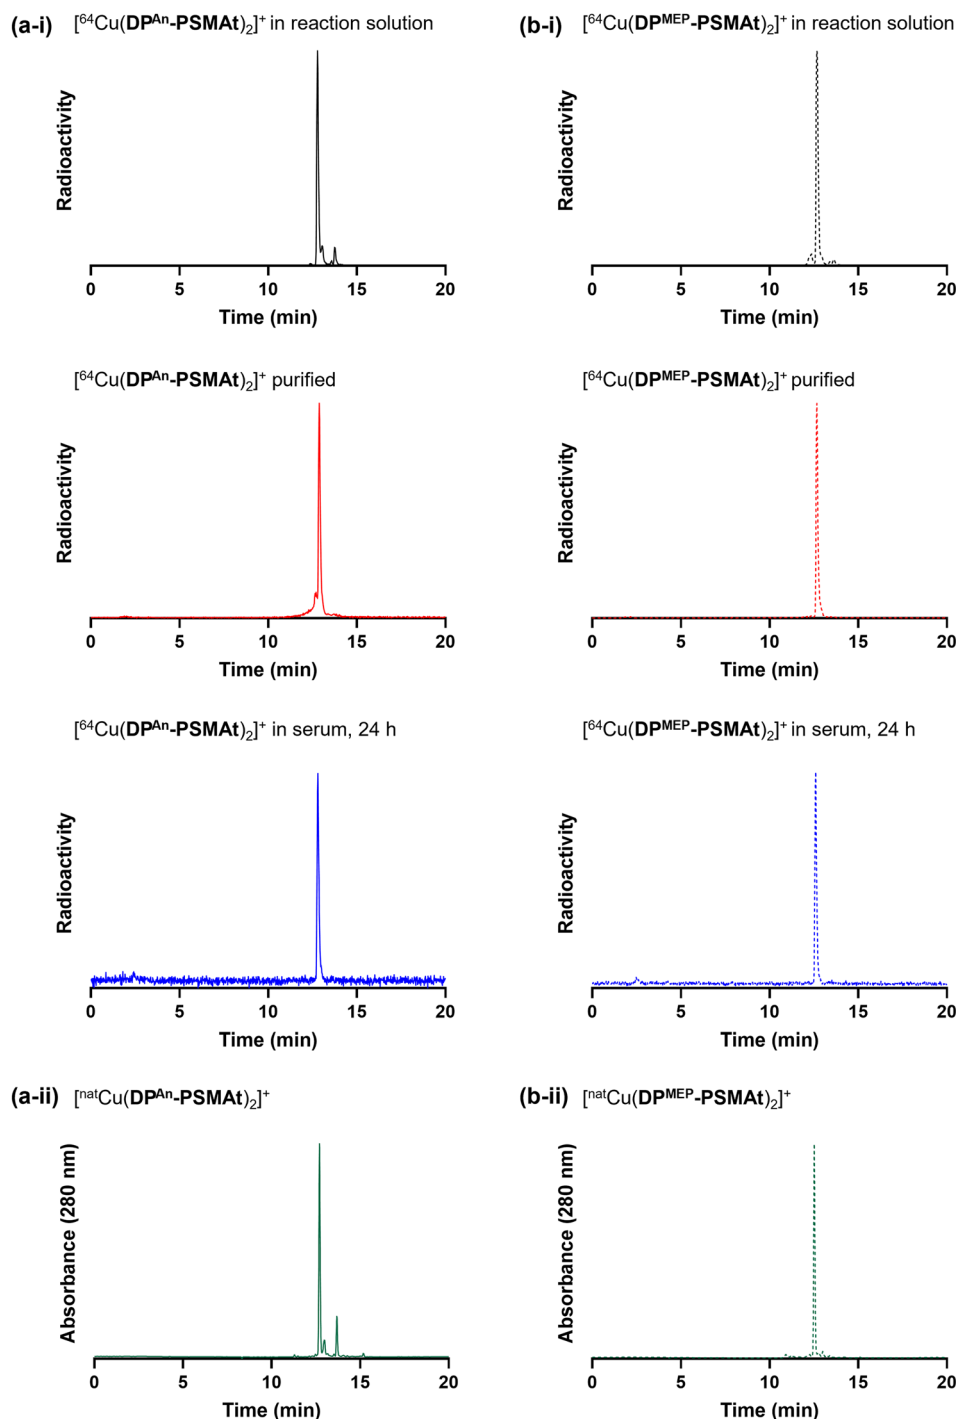 (a-i) [⁶⁴Cu(DPᴬⁿ-PSMAt)₂]⁺ in reaction solution
Radioactivity
0 5 10 15 20
Time (min)
[⁶⁴Cu(DPᴬⁿ-PSMAt)₂]⁺ purified
Radioactivity
0 5 10 15 20
Time (min)
[⁶⁴Cu(DPᴬⁿ-PSMAt)₂]⁺ in serum, 24 h
Radioactivity
0 5 10 15 20
Time (min)
(a-ii) [ⁿᵃᵗCu(DPᴬⁿ-PSMAt)₂]⁺
Absorbance (280 nm)
0 5 10 15 20
Time (min)
(b-i) [⁶⁴Cu(DPᴹᴱᴾ-PSMAt)₂]⁺ in reaction solution
Radioactivity
0 5 10 15 20
Time (min)
[⁶⁴Cu(DPᴹᴱᴾ-PSMAt)₂]⁺ purified
Radioactivity
0 5 10 15 20
Time (min)
[⁶⁴Cu(DPᴹᴱᴾ-PSMAt)₂]⁺ in serum, 24 h
Radioactivity
0 5 10 15 20
Time (min)
(b-ii) [ⁿᵃᵗCu(DPᴹᴱᴾ-PSMAt)₂]⁺
Absorbance (280 nm)
0 5 10 15 20
Time (min)